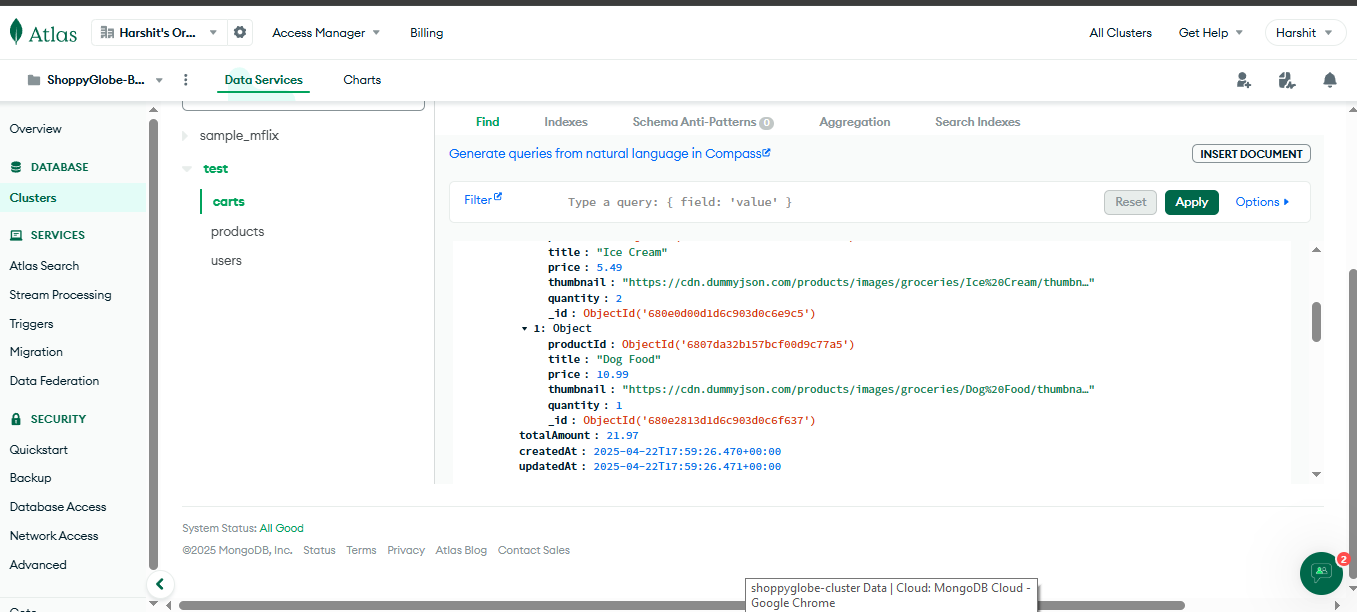 Atlas
Harshit's Or...
Access Manager
Billing
All Clusters
Get Help
Harshit
ShoppyGlobe-B...
Data Services
Charts
Overview
DATABASE
Clusters
SERVICES
Atlas Search
Stream Processing
Triggers
Migration
Data Federation
SECURITY
Quickstart
Backup
Database Access
Network Access
Advanced
sample_mflix
test
carts
products
users
Find
Indexes
Schema Anti-Patterns 0
Aggregation
Search Indexes
Generate queries from natural language in Compass
INSERT DOCUMENT
Filter
Type a query: { field: 'value' }
Reset
Apply
Options
title : "Ice Cream"
price : 5.49
thumbnail : "https://cdn.dummyjson.com/products/images/groceries/Ice%20Cream/thumbn…"
quantity : 2
_id : ObjectId('680e0d00d1d6c903d0c6e9c5')
1: Object
productId : ObjectId('6807da32b157bcf00d9c77a5')
title : "Dog Food"
price : 10.99
thumbnail : "https://cdn.dummyjson.com/products/images/groceries/Dog%20Food/thumbna…"
quantity : 1
_id : ObjectId('680e2813d1d6c903d0c6f637')
totalAmount : 21.97
createdAt : 2025-04-22T17:59:26.470+00:00
updatedAt : 2025-04-22T17:59:26.471+00:00
System Status: All Good
©2025 MongoDB, Inc.
Status
Terms
Privacy
Atlas Blog
Contact Sales
2
shoppyglobe-cluster Data | Cloud: MongoDB Cloud -
Google Chrome